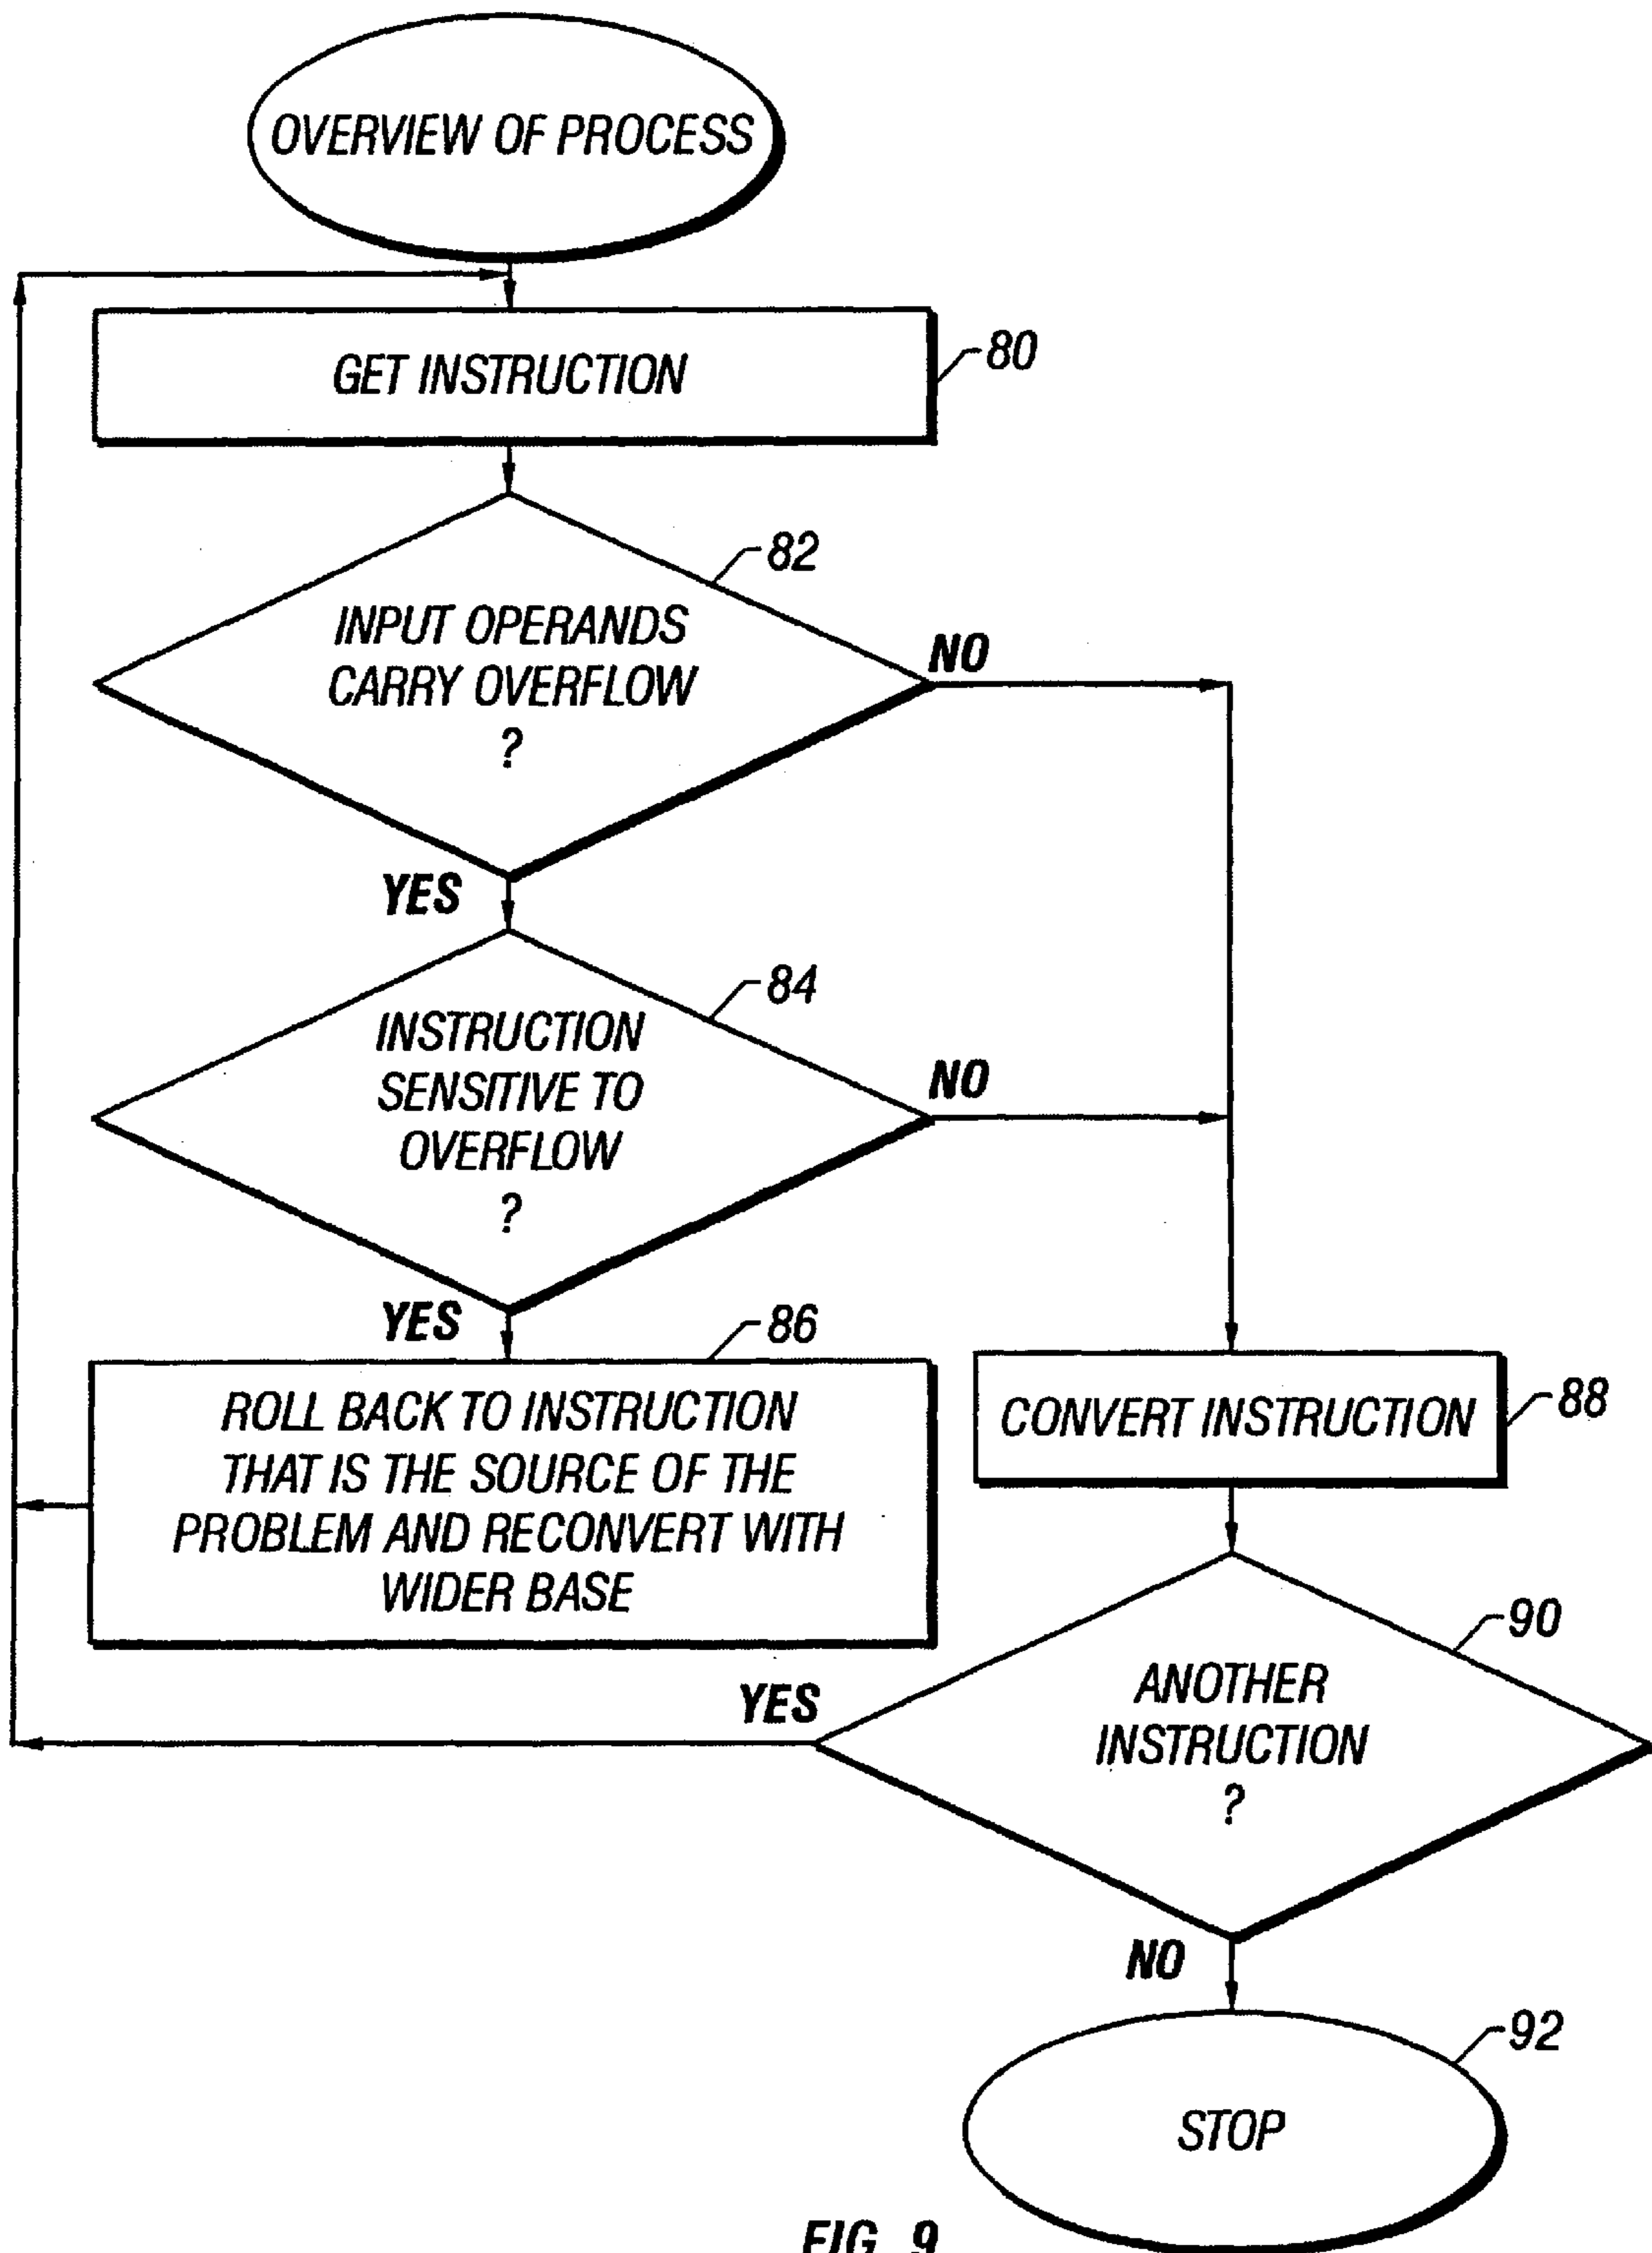 OVERVIEW OF PROCESS
GET INSTRUCTION
80
82
INPUT OPERANDS
CARRY OVERFLOW
?
NO
YES
84
INSTRUCTION
SENSITIVE TO
OVERFLOW
?
NO
YES
86
ROLL BACK TO INSTRUCTION
THAT IS THE SOURCE OF THE
PROBLEM AND RECONVERT WITH
WIDER BASE
CONVERT INSTRUCTION
88
90
ANOTHER
INSTRUCTION
?
YES
NO
92
STOP
FIG. 9